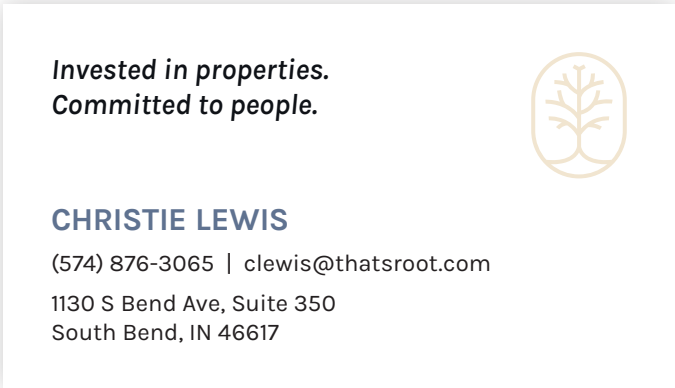 Invested in properties.
Committed to people.
CHRISTIE LEWIS
(574) 876-3065 | clewis@thatsroot.com
1130 S Bend Ave, Suite 350
South Bend, IN 46617